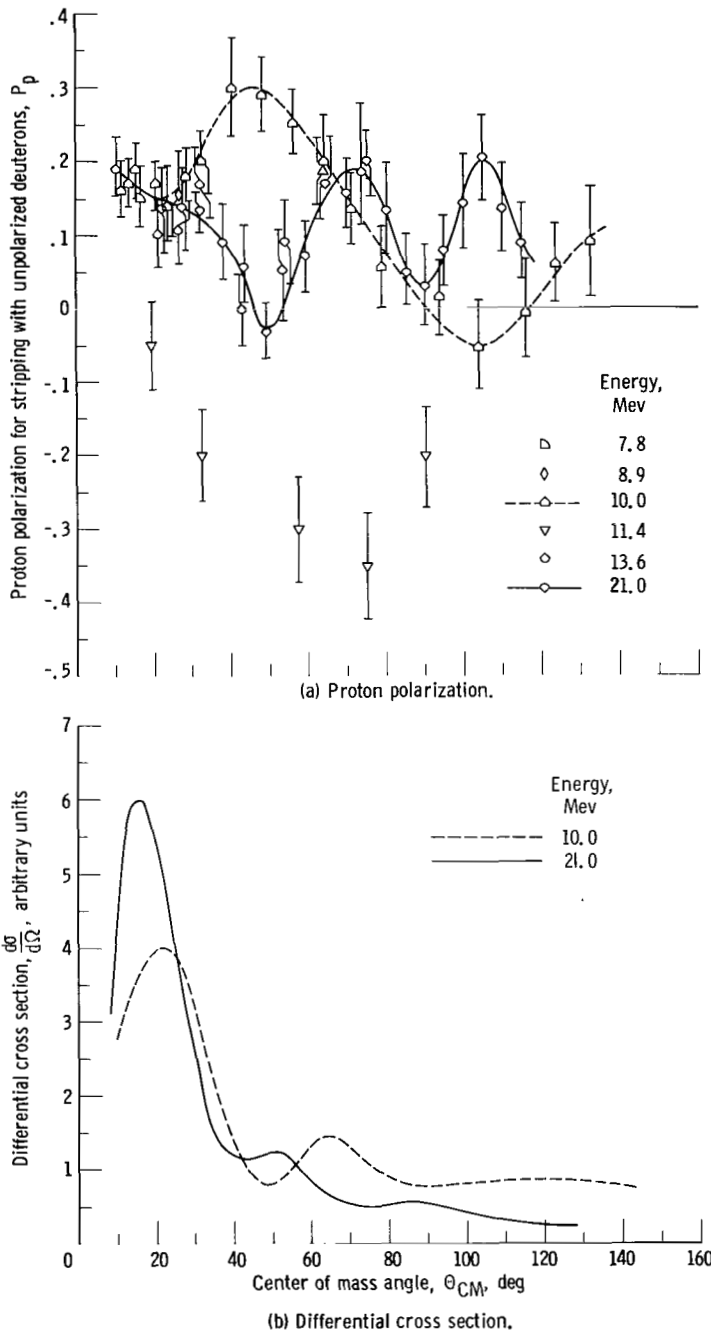 Proton polarization for stripping with unpolarized deuterons, Pp
.4
.3
.2
.1
0
-.1
-.2
-.3
-.4
-.5
Energy,
Mev
7.8
8.9
10.0
11.4
13.6
21.0
(a) Proton polarization.
Differential cross section, dσ/dΩ, arbitrary units
7
6
5
4
3
2
1
Energy,
Mev
10.0
21.0
0 20 40 60 80 100 120 140 160
Center of mass angle, ΘCM, deg
(b) Differential cross section.